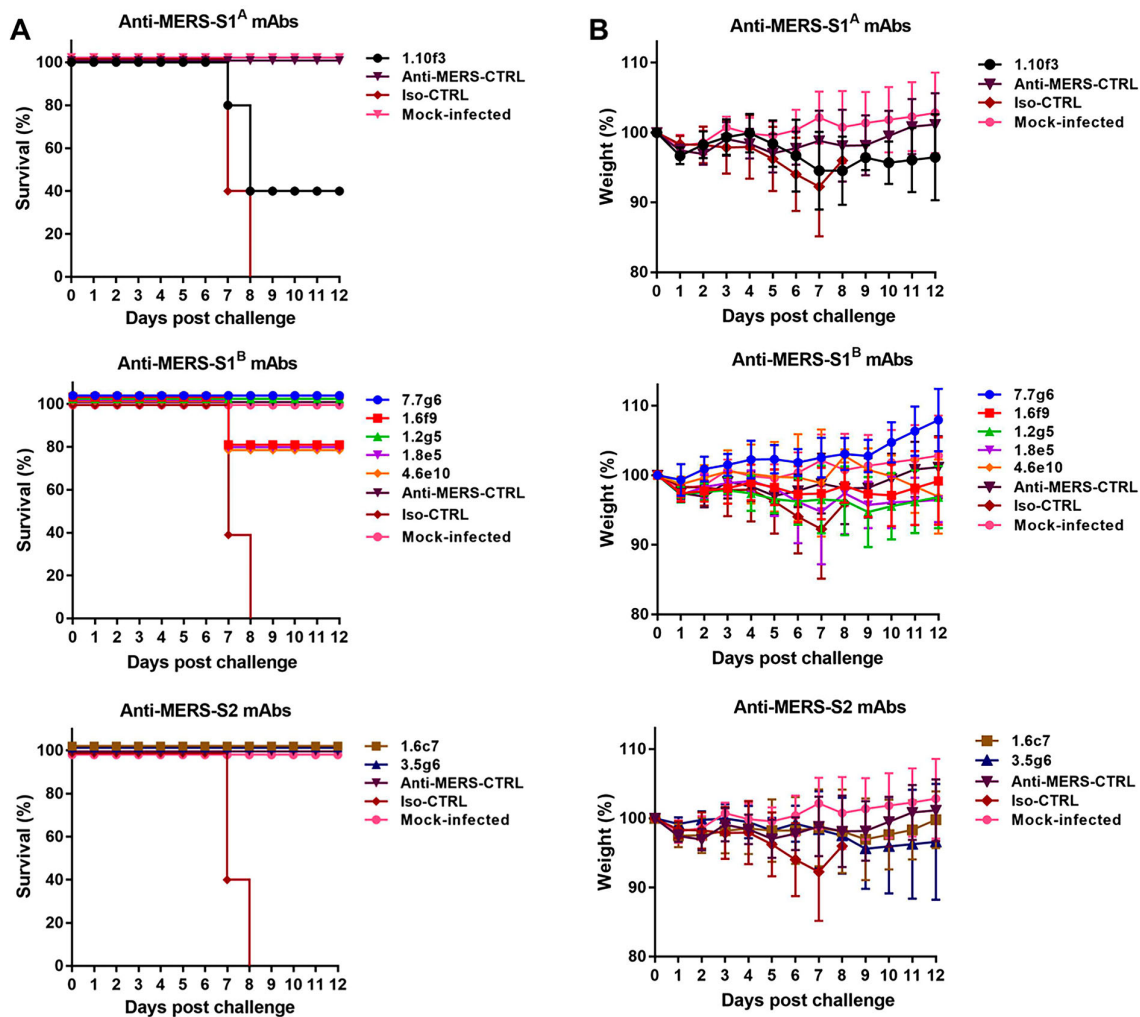 A
Anti-MERS-S1A mAbs
Survival (%)
100
80
60
40
20
0
0 1 2 3 4 5 6 7 8 9 10 11 12
Days post challenge
1.10f3
Anti-MERS-CTRL
Iso-CTRL
Mock-infected
B
Anti-MERS-S1A mAbs
Weight (%)
110
100
90
80
0 1 2 3 4 5 6 7 8 9 10 11 12
Days post challenge
1.10f3
Anti-MERS-CTRL
Iso-CTRL
Mock-infected
Anti-MERS-S1B mAbs
Survival (%)
100
80
60
40
20
0
0 1 2 3 4 5 6 7 8 9 10 11 12
Days post challenge
7.7g6
1.6f9
1.2g5
1.8e5
4.6e10
Anti-MERS-CTRL
Iso-CTRL
Mock-infected
Anti-MERS-S1B mAbs
Weight (%)
110
100
90
80
0 1 2 3 4 5 6 7 8 9 10 11 12
Days post challenge
7.7g6
1.6f9
1.2g5
1.8e5
4.6e10
Anti-MERS-CTRL
Iso-CTRL
Mock-infected
Anti-MERS-S2 mAbs
Survival (%)
100
80
60
40
20
0
0 1 2 3 4 5 6 7 8 9 10 11 12
Days post challenge
1.6c7
3.5g6
Anti-MERS-CTRL
Iso-CTRL
Mock-infected
Anti-MERS-S2 mAbs
Weight (%)
110
100
90
80
0 1 2 3 4 5 6 7 8 9 10 11 12
Days post challenge
1.6c7
3.5g6
Anti-MERS-CTRL
Iso-CTRL
Mock-infected